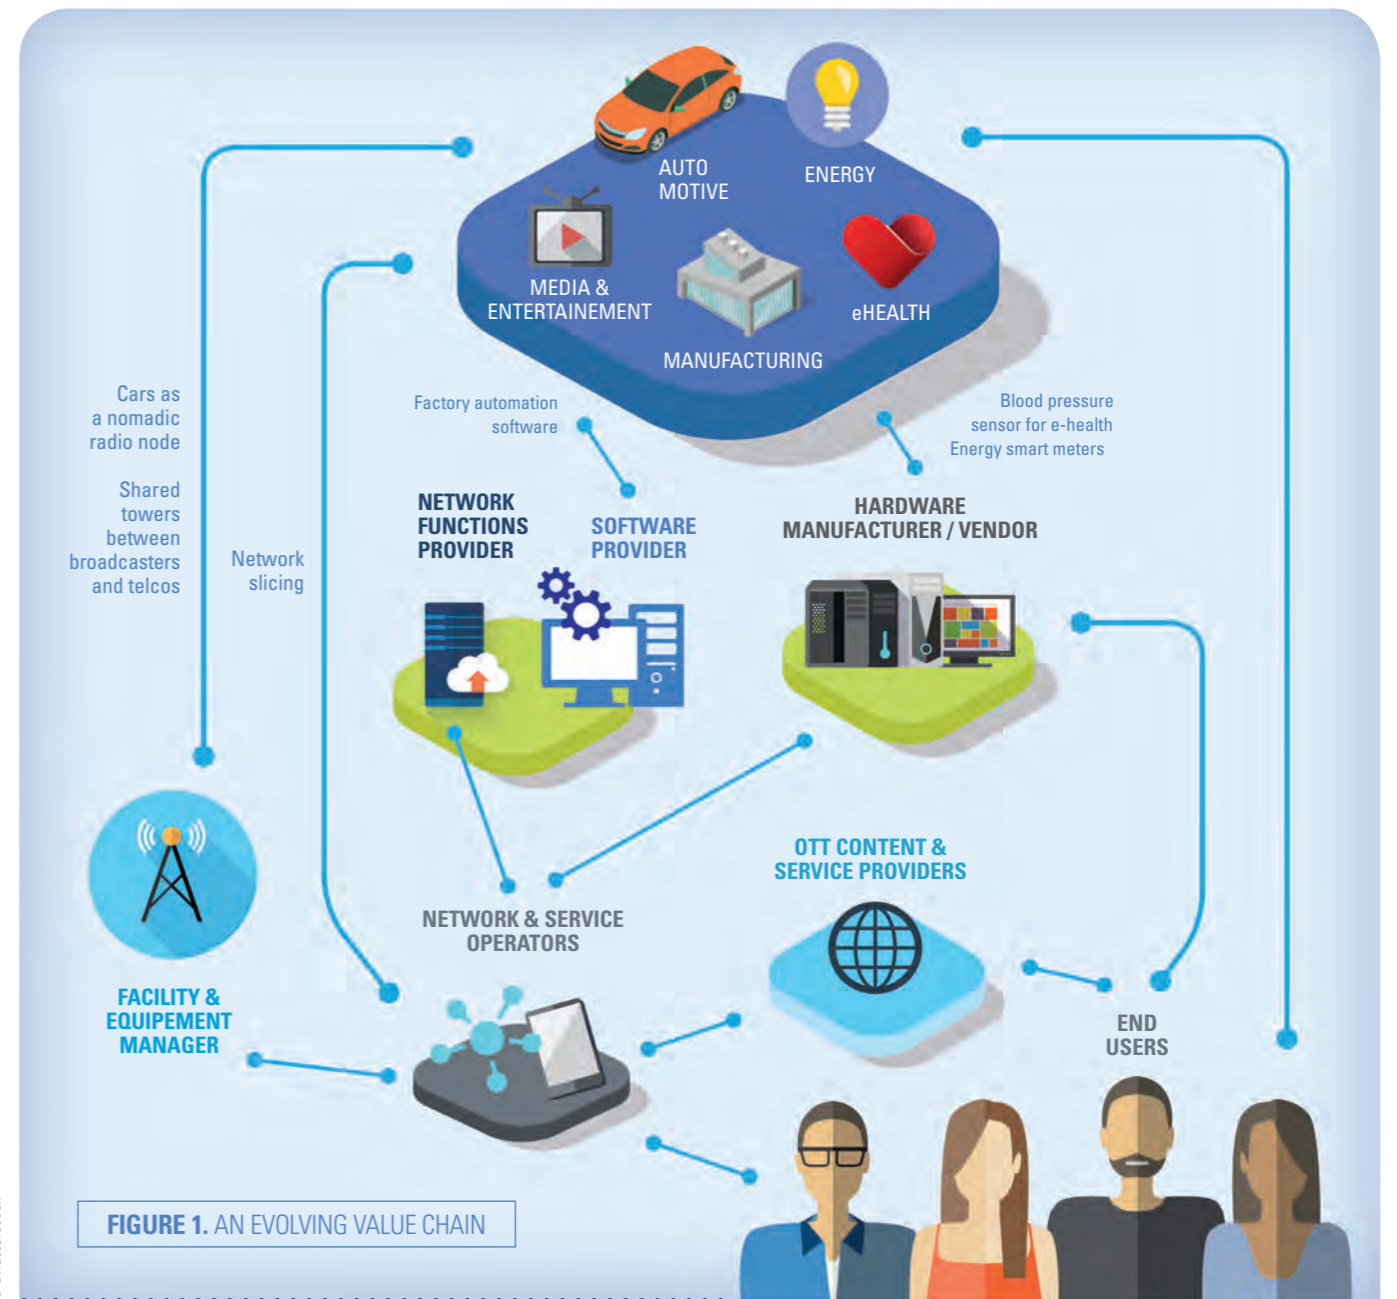 AUTO
MOTIVE
ENERGY
MEDIA &
ENTERTAINEMENT
eHEALTH
MANUFACTURING
Cars as
a nomadic
radio node
Shared
towers
between
broadcasters
and telcos
Network
slicing
Factory automation
software
Blood pressure
sensor for e-health
Energy smart meters
NETWORK
FUNCTIONS
PROVIDER
SOFTWARE
PROVIDER
HARDWARE
MANUFACTURER / VENDOR
OTT CONTENT &
SERVICE PROVIDERS
NETWORK & SERVICE
OPERATORS
FACILITY &
EQUIPEMENT
MANAGER
END
USERS
FIGURE 1. AN EVOLVING VALUE CHAIN